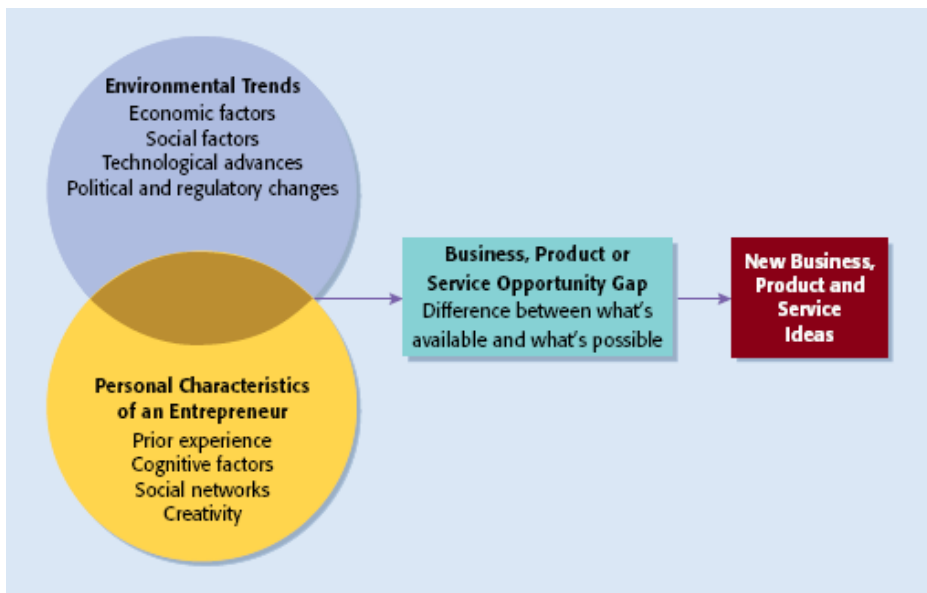 Environmental Trends
Economic factors
Social factors
Technological advances
Political and regulatory changes
Personal Characteristics
of an Entrepreneur
Prior experience
Cognitive factors
Social networks
Creativity
Business, Product or
Service Opportunity Gap
Difference between what's
available and what's possible
New Business,
Product and
Service
Ideas